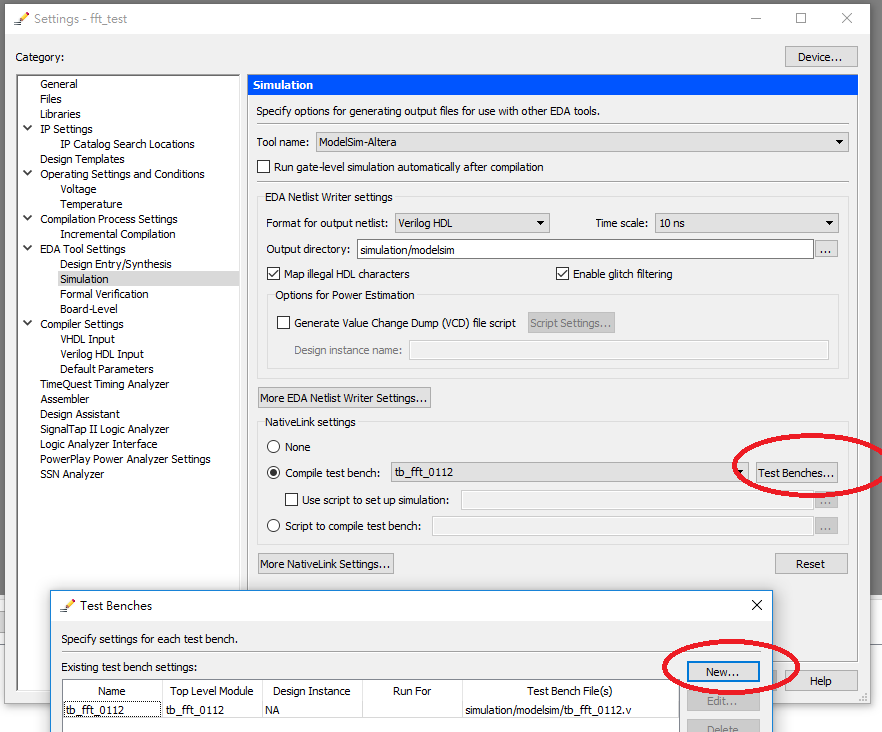 Settings - fft_test
Category:
Device...
General
Files
Libraries
IP Settings
IP Catalog Search Locations
Design Templates
Operating Settings and Conditions
Voltage
Temperature
Compilation Process Settings
Incremental Compilation
EDA Tool Settings
Design Entry/Synthesis
Simulation
Formal Verification
Board-Level
Compiler Settings
VHDL Input
Verilog HDL Input
Default Parameters
TimeQuest Timing Analyzer
Assembler
Design Assistant
SignalTap II Logic Analyzer
Logic Analyzer Interface
PowerPlay Power Analyzer Settings
SSN Analyzer
Simulation
Specify options for generating output files for use with other EDA tools.
Tool name: ModelSim-Altera
Run gate-level simulation automatically after compilation
EDA Netlist Writer settings
Format for output netlist: Verilog HDL Time scale: 10 ns
Output directory: simulation/modelsim ...
Map illegal HDL characters Enable glitch filtering
Options for Power Estimation
Generate Value Change Dump (VCD) file script Script Settings...
Design instance name:
More EDA Netlist Writer Settings...
NativeLink settings
None
Compile test bench: tb_fft_0112 Test Benches...
Use script to set up simulation: ...
Script to compile test bench: ...
More NativeLink Settings... Reset
Help
Test Benches
Specify settings for each test bench.
Existing test bench settings: New...
Name Top Level Module Design Instance Run For Test Bench File(s)
tb_fft_0112 tb_fft_0112 NA simulation/modelsim/tb_fft_0112.v
Edit...
Delete